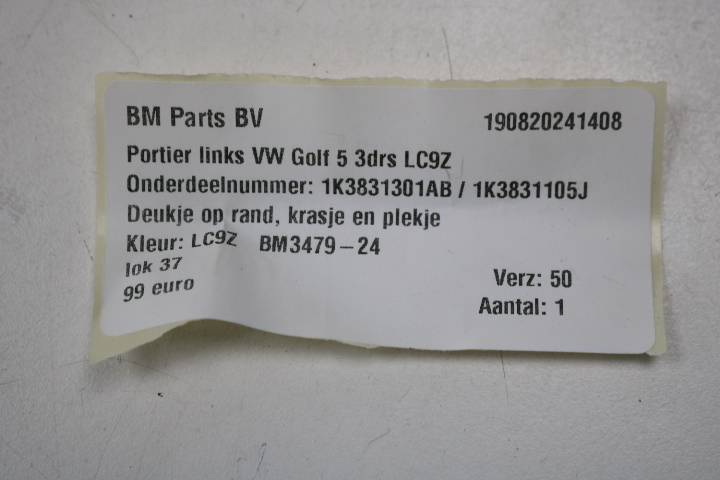 BM Parts BV 190820241408
Portier links VW Golf 5 3drs LC9Z
Onderdeelnummer: 1K3831301AB / 1K3831105J
Deukje op rand, krasje en plekje
Kleur: LC9Z BM3479-24
lok 37
99 euro
Verz: 50
Aantal: 1